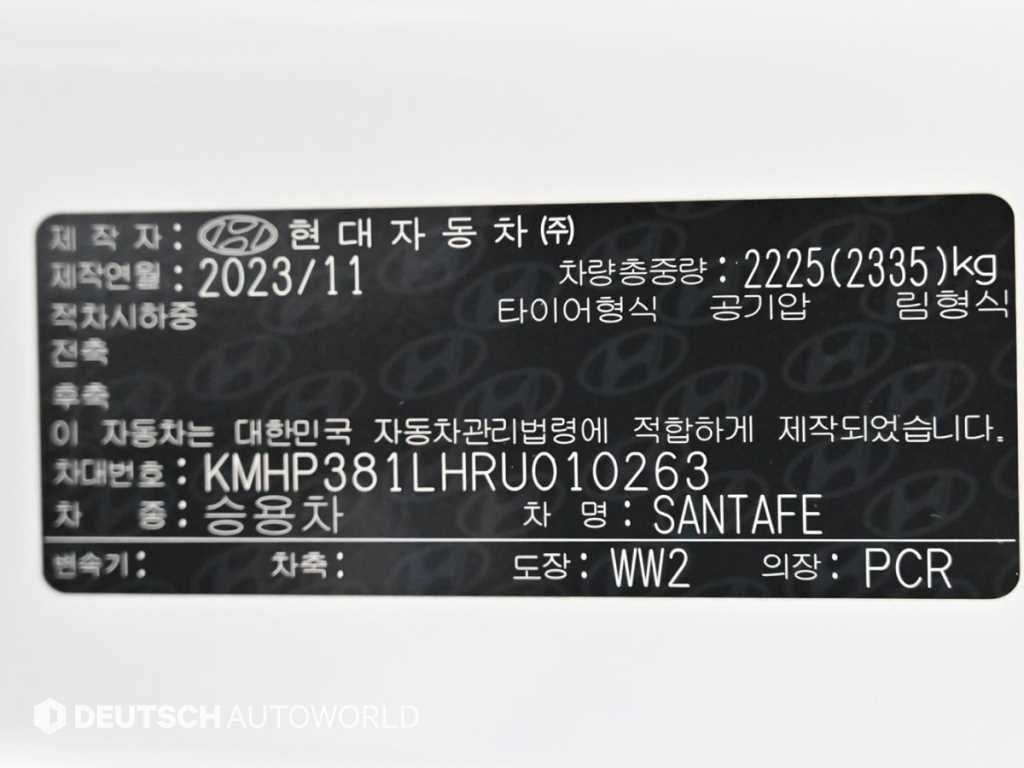 제 작 자 : 현 대 자 동 차 ㈜
제작연월 : 2023/11 차량총중량 : 2225(2335)kg
적차시하중 타이어형식 공기압 림형식
전축
후축
이 자동차는 대한민국 자동차관리법령에 적합하게 제작되었습니다.
차대번호 : KMHP381LHRU010263
차 종 : 승용차 차 명 : SANTAFE
변속기 : 차축 : 도장 : WW2 의장 : PCR
DEUTSCH AUTOWORLD